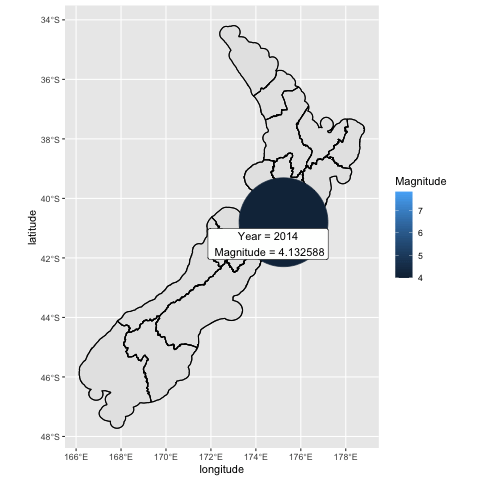 34°S
36°S
38°S
40°S
42°S
44°S
46°S
48°S
latitude
Year = 2014
Magnitude = 4.132588
166°E 168°E 170°E 172°E 174°E 176°E 178°E
longitude
Magnitude
7
6
5
4